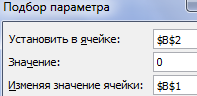 Подбор параметра
Установить в ячейке: $B$2
Значение: 0
Изменяя значение ячейки: $B$1